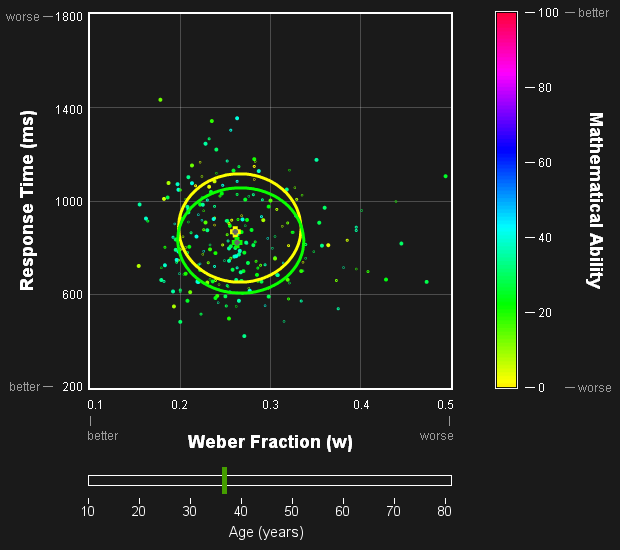 worse
1800
1400
1000
600
better
200
Response Time (ms)
0.1 0.2 0.3 0.4 0.5
better worse
Weber Fraction (w)
10 20 30 40 50 60 70 80
Age (years)
100 better
80
60
40
20
0 worse
Mathematical Ability